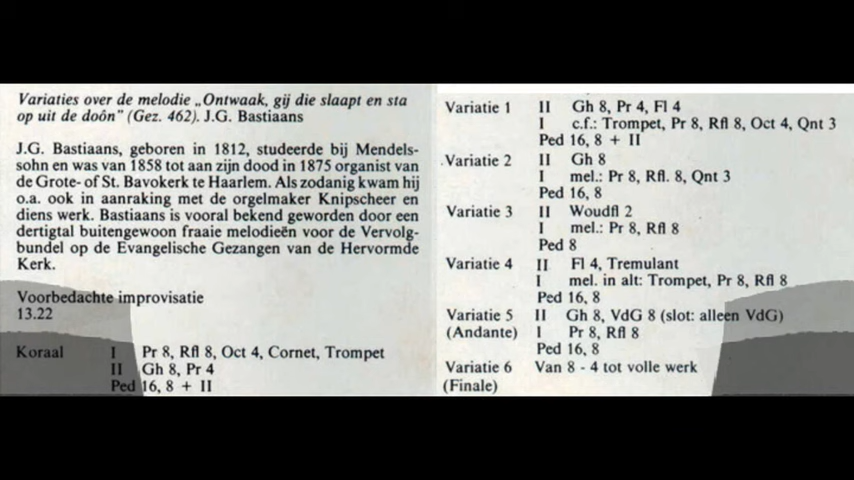 Variaties over de melodie „Ontwaak, gij die slaapt en sta
op uit de doôn” (Gez. 462). J.G. Bastiaans
J.G. Bastiaans, geboren in 1812, studeerde bij Mendels-
sohn en was van 1858 tot aan zijn dood in 1875 organist van
de Grote- of St. Bavokerk te Haarlem. Als zodanig kwam hij
o.a. ook in aanraking met de orgelmaker Knipscheer en
diens werk. Bastiaans is vooral bekend geworden door een
dertigtal buitengewoon fraaie melodieën voor de Vervolg-
bundel op de Evangelische Gezangen van de Hervormde
Kerk.
Voorbedachte improvisatie
13.22
Koraal I Pr 8, Rfl 8, Oct 4, Cornet, Trompet
II Gh 8, Pr 4
Ped 16, 8 + II
Variatie 1 II Gh 8, Pr 4, Fl 4
I c.f.: Trompet, Pr 8, Rfl 8, Oct 4, Qnt 3
Ped 16, 8 + II
Variatie 2 II Gh 8
I mel.: Pr 8, Rfl. 8, Qnt 3
Ped 16, 8
Variatie 3 II Woudfl 2
I mel.: Pr 8, Rfl 8
Ped 8
Variatie 4 II Fl 4, Tremulant
I mel. in alt: Trompet, Pr 8, Rfl 8
Ped 16, 8
Variatie 5 II Gh 8, VdG 8 (slot: alleen VdG)
(Andante) I Pr 8, Rfl 8
Ped 16, 8
Variatie 6 Van 8 - 4 tot volle werk
(Finale)